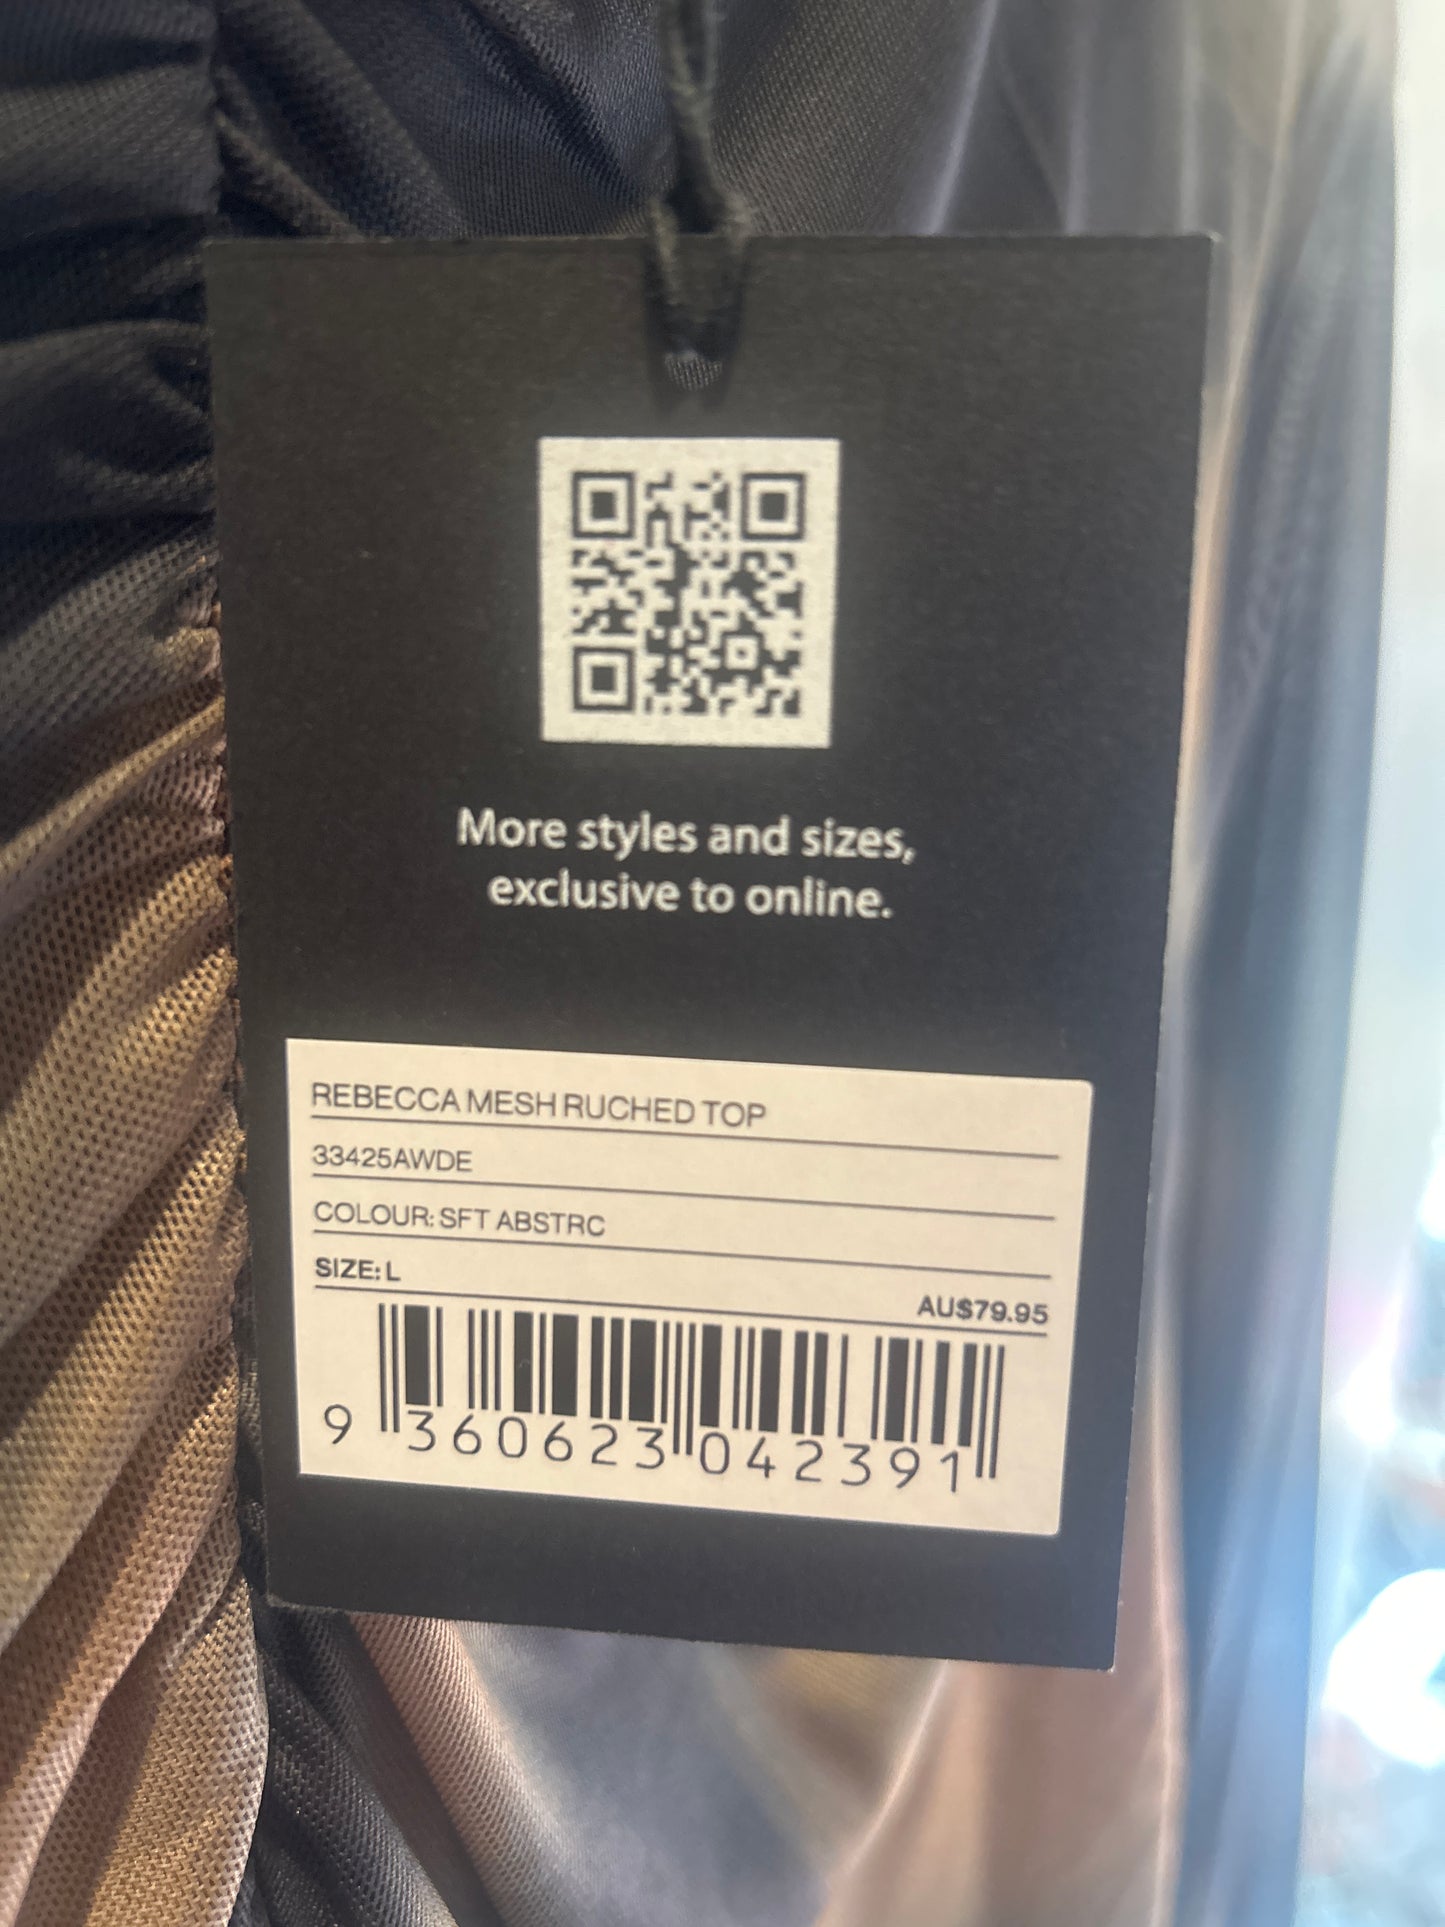 More styles and sizes,
exclusive to online.
REBECCA MESH RUCHED TOP
33425AWDE
COLOUR: SFT ABSTRC
SIZE: L
AU$79.95
9 360623 042391